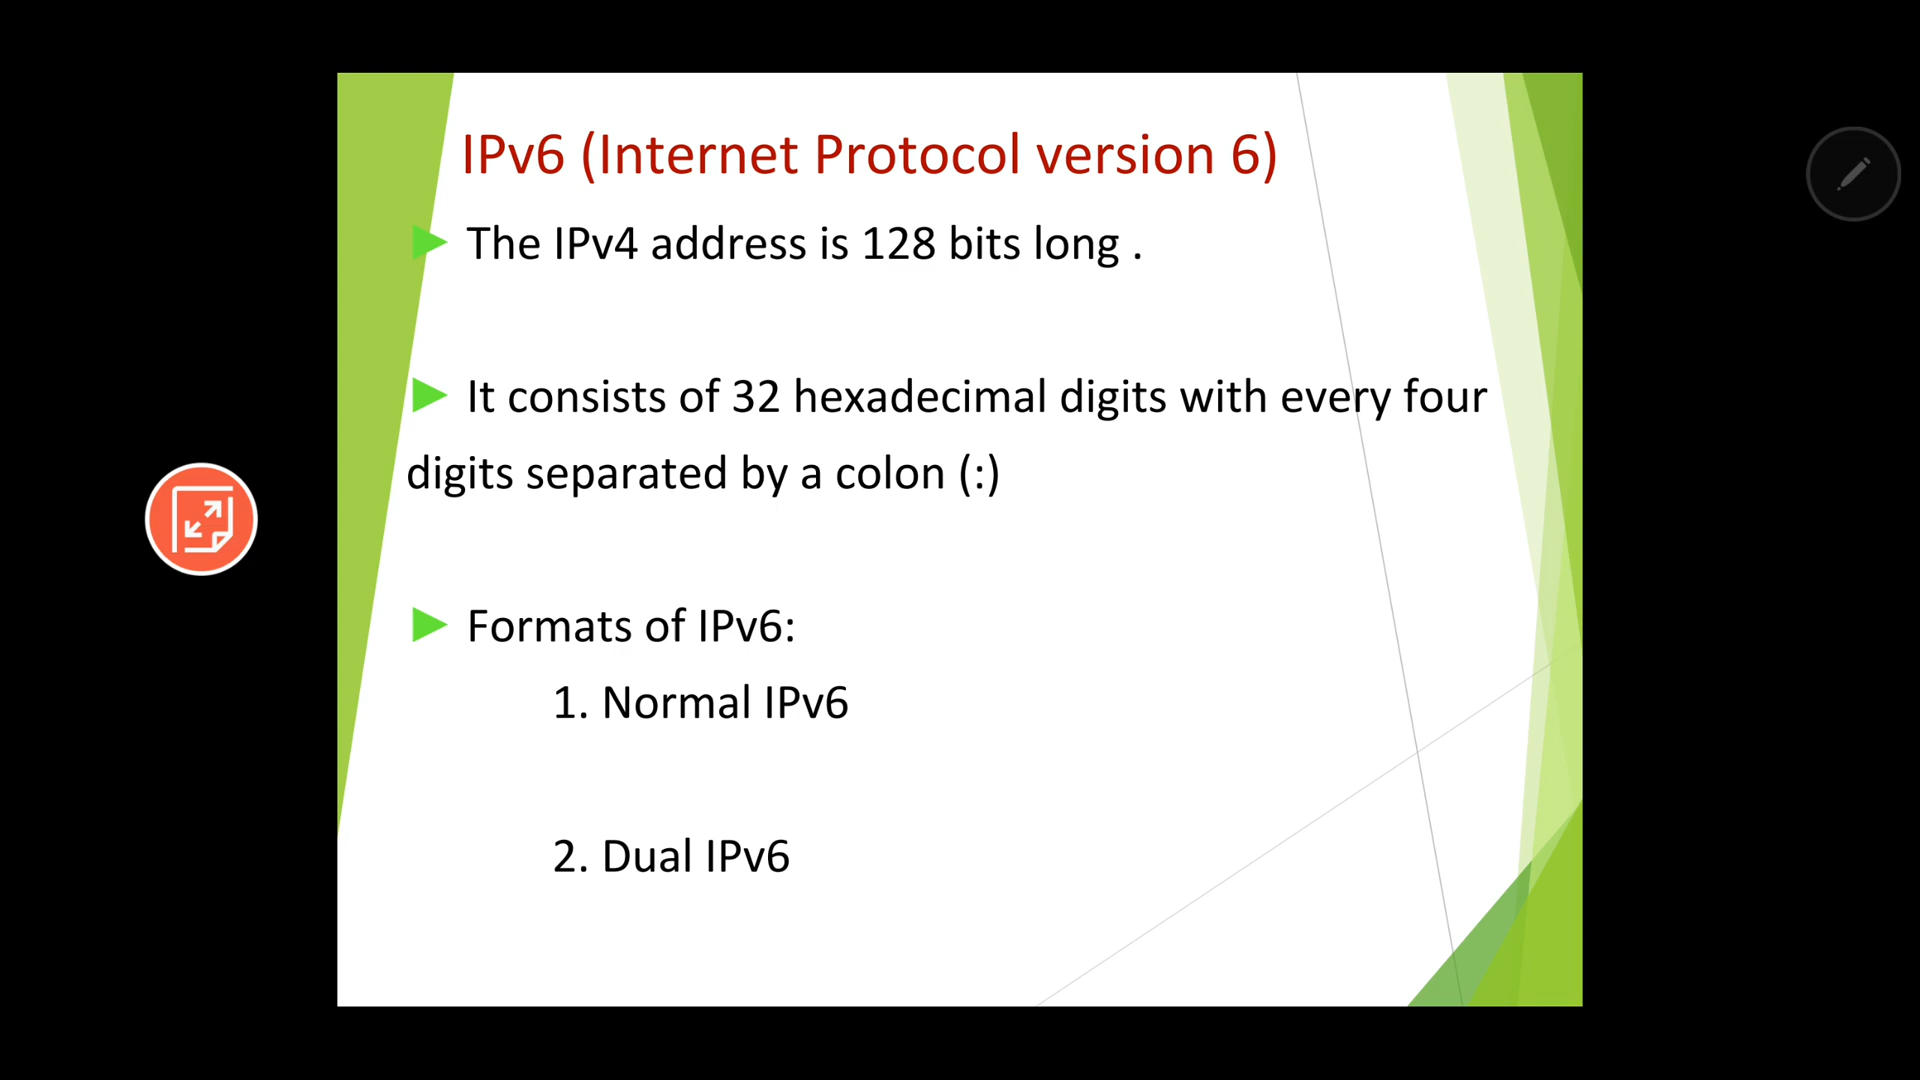 IPv6 (Internet Protocol version 6)
The IPv4 address is 128 bits long .
It consists of 32 hexadecimal digits with every four
digits separated by a colon (:)
Formats of IPv6:
1. Normal IPv6
2. Dual IPv6